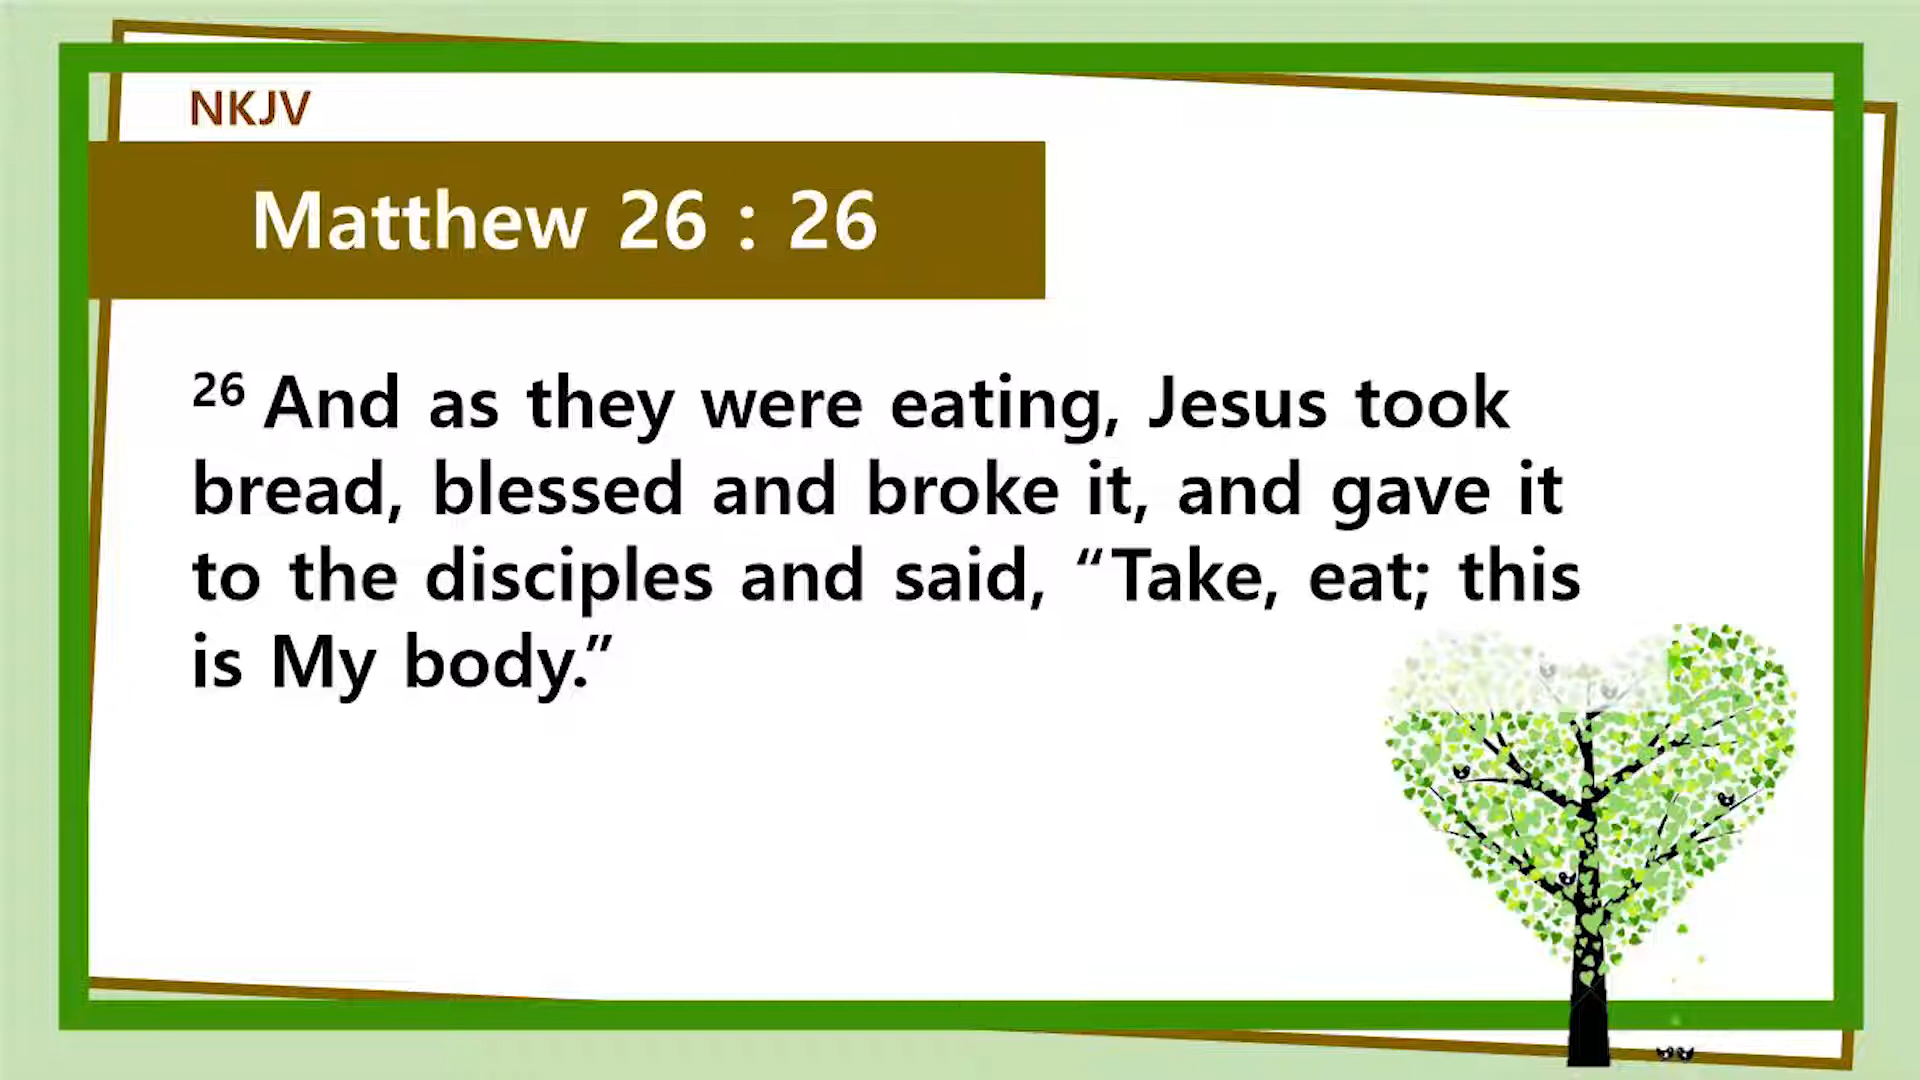 NKJV
Matthew 26 : 26
26 And as they were eating, Jesus took
bread, blessed and broke it, and gave it
to the disciples and said, “Take, eat; this
is My body.”